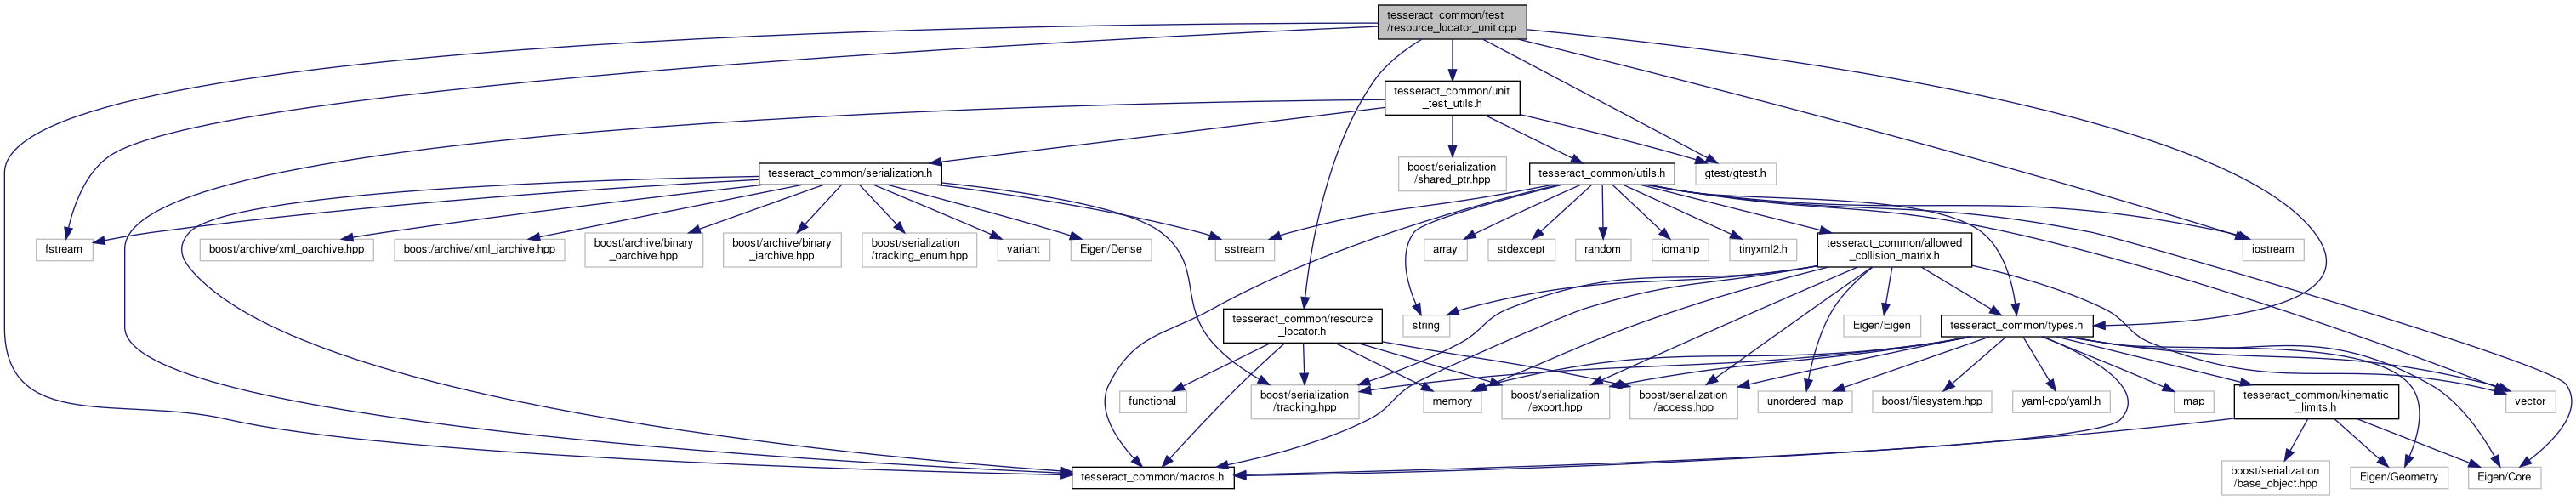 tesseract_common/test
/resource_locator_unit.cpp
tesseract_common/unit
_test_utils.h
tesseract_common/serialization.h
boost/serialization
/shared_ptr.hpp
tesseract_common/utils.h
gtest/gtest.h
fstream
boost/archive/xml_oarchive.hpp
boost/archive/xml_iarchive.hpp
boost/archive/binary
_oarchive.hpp
boost/archive/binary
_iarchive.hpp
boost/serialization
/tracking_enum.hpp
variant
Eigen/Dense
sstream
array
stdexcept
random
iomanip
tinyxml2.h
tesseract_common/allowed
_collision_matrix.h
iostream
tesseract_common/resource
_locator.h
string
Eigen/Eigen
tesseract_common/types.h
functional
boost/serialization
/tracking.hpp
memory
boost/serialization
/export.hpp
boost/serialization
/access.hpp
unordered_map
boost/filesystem.hpp
yaml-cpp/yaml.h
map
tesseract_common/kinematic
_limits.h
vector
tesseract_common/macros.h
boost/serialization
/base_object.hpp
Eigen/Geometry
Eigen/Core